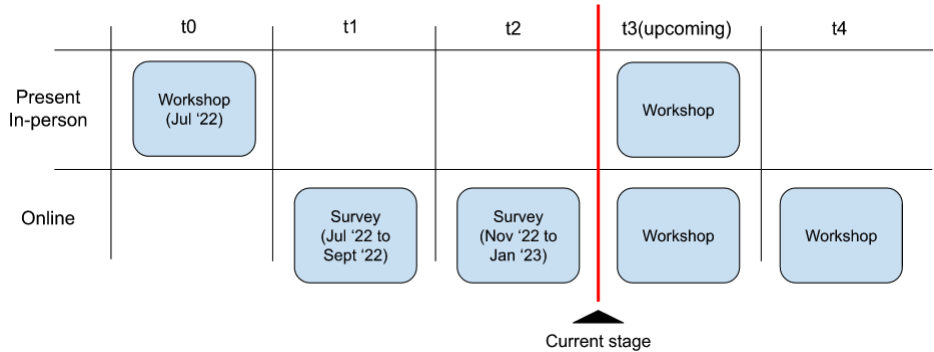 t0
t1
t2
t3(upcoming)
t4
Present
In-person
Workshop
(Jul ‘22)
Workshop
Online
Survey
(Jul ‘22 to
Sept ‘22)
Survey
(Nov ‘22 to
Jan ‘23)
Workshop
Workshop
Current stage